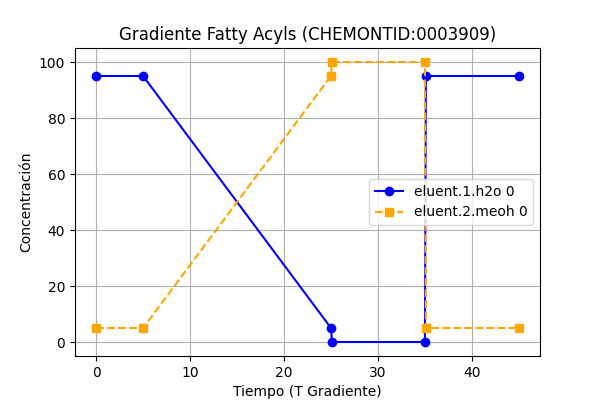 Gradiente Fatty Acyls (CHEMONTID:0003909)
100
80
60
40
20
0
Concentración
eluent.1.h2o 0
eluent.2.meoh 0
0 10 20 30 40
Tiempo (T Gradiente)